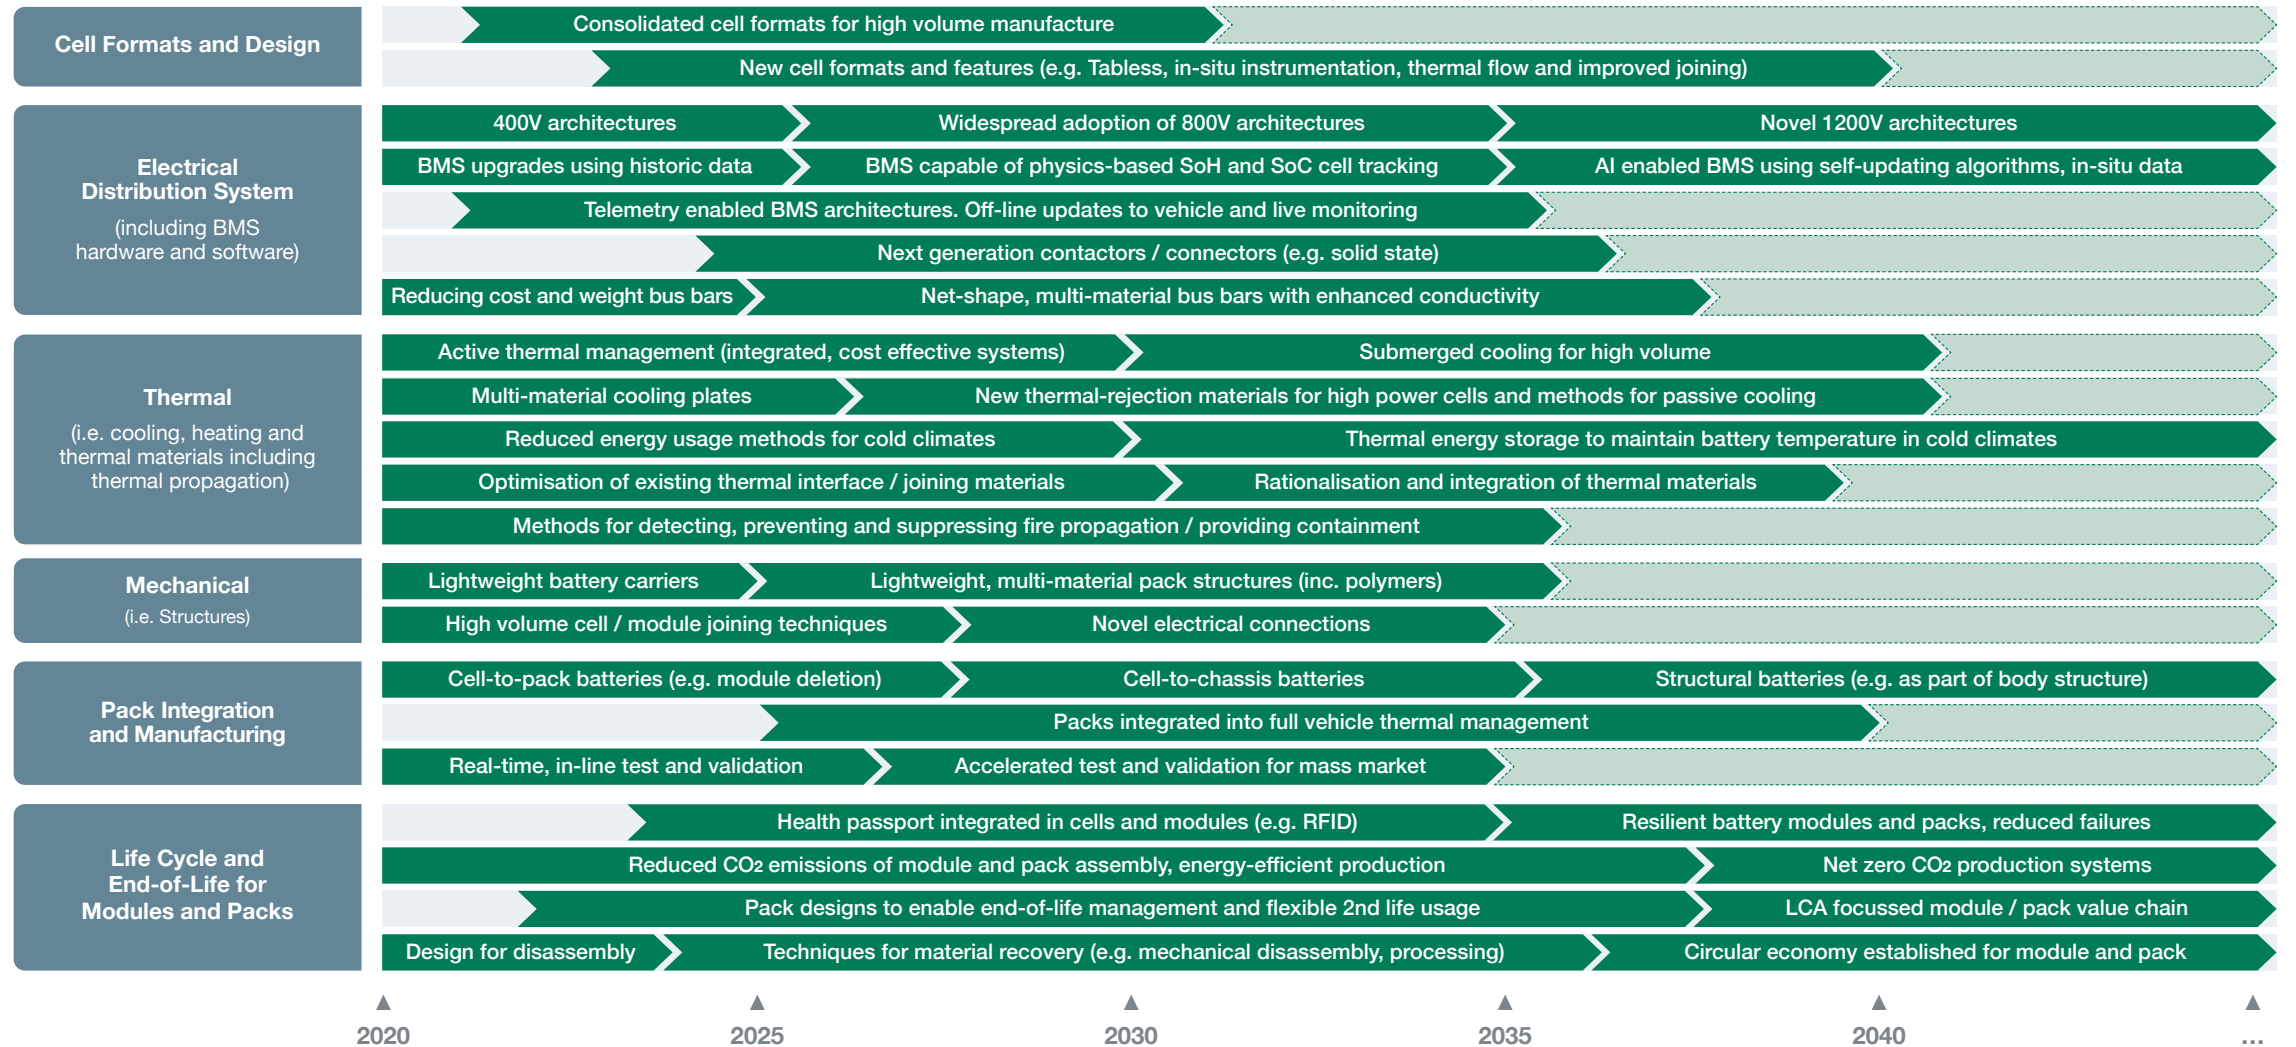 Cell Formats and Design
Consolidated cell formats for high volume manufacture
New cell formats and features (e.g. Tabless, in-situ instrumentation, thermal flow and improved joining)
Electrical
Distribution System
(including BMS
hardware and software)
400V architectures
Widespread adoption of 800V architectures
Novel 1200V architectures
BMS upgrades using historic data
BMS capable of physics-based SoH and SoC cell tracking
AI enabled BMS using self-updating algorithms, in-situ data
Telemetry enabled BMS architectures. Off-line updates to vehicle and live monitoring
Next generation contactors / connectors (e.g. solid state)
Reducing cost and weight bus bars
Net-shape, multi-material bus bars with enhanced conductivity
Thermal
(i.e. cooling, heating and
thermal materials including
thermal propagation)
Active thermal management (integrated, cost effective systems)
Submerged cooling for high volume
Multi-material cooling plates
New thermal-rejection materials for high power cells and methods for passive cooling
Reduced energy usage methods for cold climates
Thermal energy storage to maintain battery temperature in cold climates
Optimisation of existing thermal interface / joining materials
Rationalisation and integration of thermal materials
Methods for detecting, preventing and suppressing fire propagation / providing containment
Mechanical
(i.e. Structures)
Lightweight battery carriers
Lightweight, multi-material pack structures (inc. polymers)
High volume cell / module joining techniques
Novel electrical connections
Pack Integration
and Manufacturing
Cell-to-pack batteries (e.g. module deletion)
Cell-to-chassis batteries
Structural batteries (e.g. as part of body structure)
Packs integrated into full vehicle thermal management
Real-time, in-line test and validation
Accelerated test and validation for mass market
Life Cycle and
End-of-Life for
Modules and Packs
Health passport integrated in cells and modules (e.g. RFID)
Resilient battery modules and packs, reduced failures
Reduced CO2 emissions of module and pack assembly, energy-efficient production
Net zero CO2 production systems
Pack designs to enable end-of-life management and flexible 2nd life usage
LCA focussed module / pack value chain
Design for disassembly
Techniques for material recovery (e.g. mechanical disassembly, processing)
Circular economy established for module and pack
2020
2025
2030
2035
2040
...